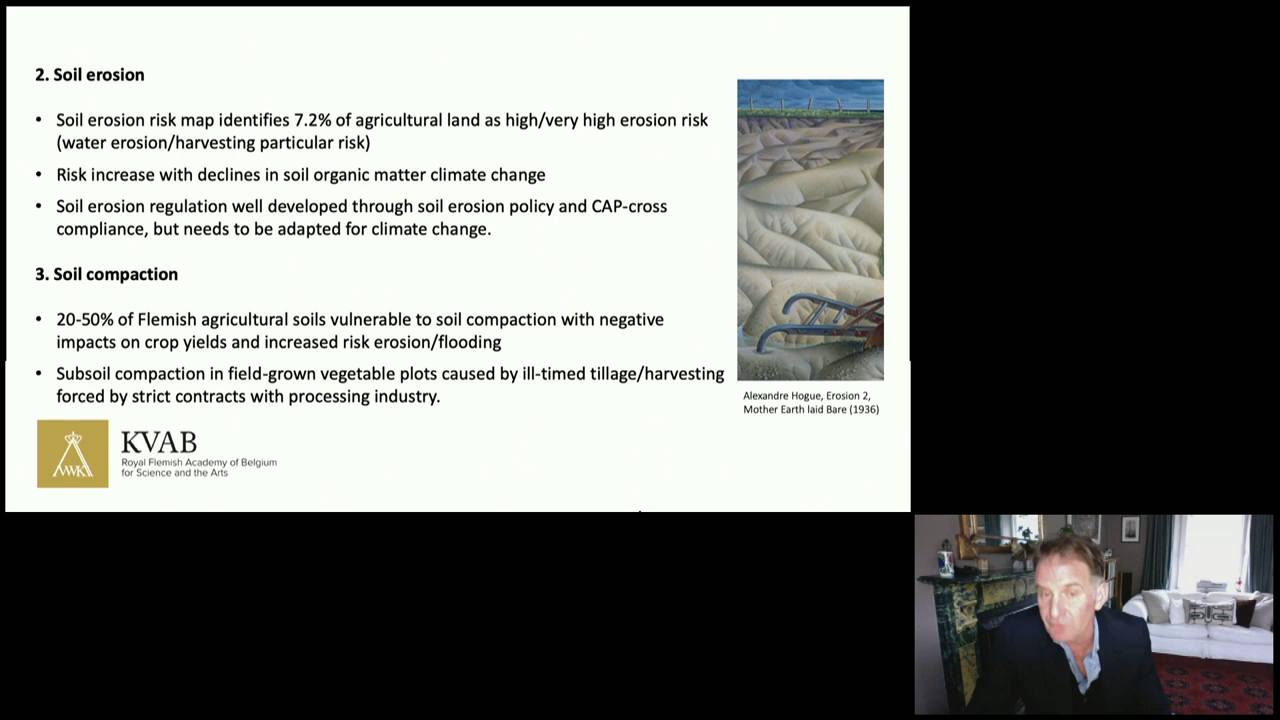 2. Soil erosion
• Soil erosion risk map identifies 7.2% of agricultural land as high/very high erosion risk
(water erosion/harvesting particular risk)
• Risk increase with declines in soil organic matter climate change
• Soil erosion regulation well developed through soil erosion policy and CAP-cross
compliance, but needs to be adapted for climate change.
3. Soil compaction
• 20-50% of Flemish agricultural soils vulnerable to soil compaction with negative
impacts on crop yields and increased risk erosion/flooding
• Subsoil compaction in field-grown vegetable plots caused by ill-timed tillage/harvesting
forced by strict contracts with processing industry.
Alexandre Hogue, Erosion 2,
Mother Earth laid Bare (1936)
KVAB
Royal Flemish Academy of Belgium
for Science and the Arts